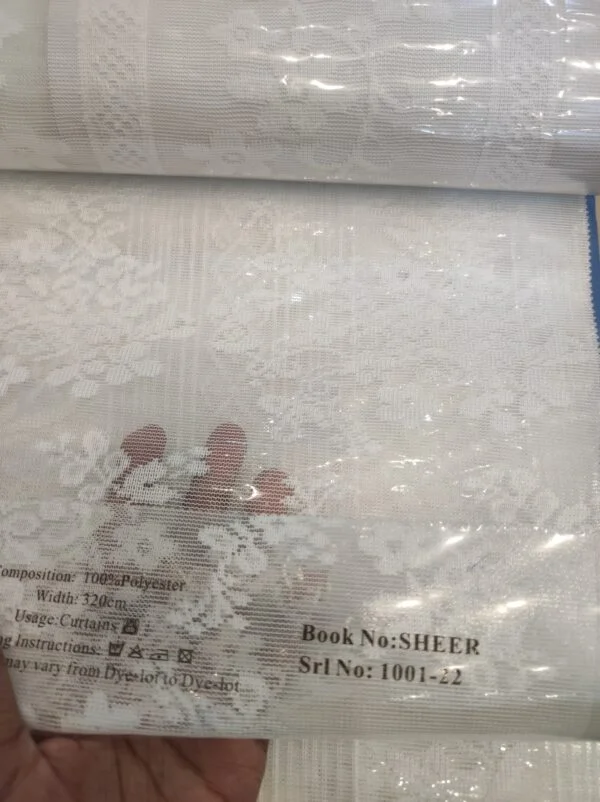 omposition: 100%Polyester
Width: 320cm
Usage:Curtains
g Instructions:
may vary from Dye-lot to Dye-lot
Book No:SHEER
Srl No: 1001-22